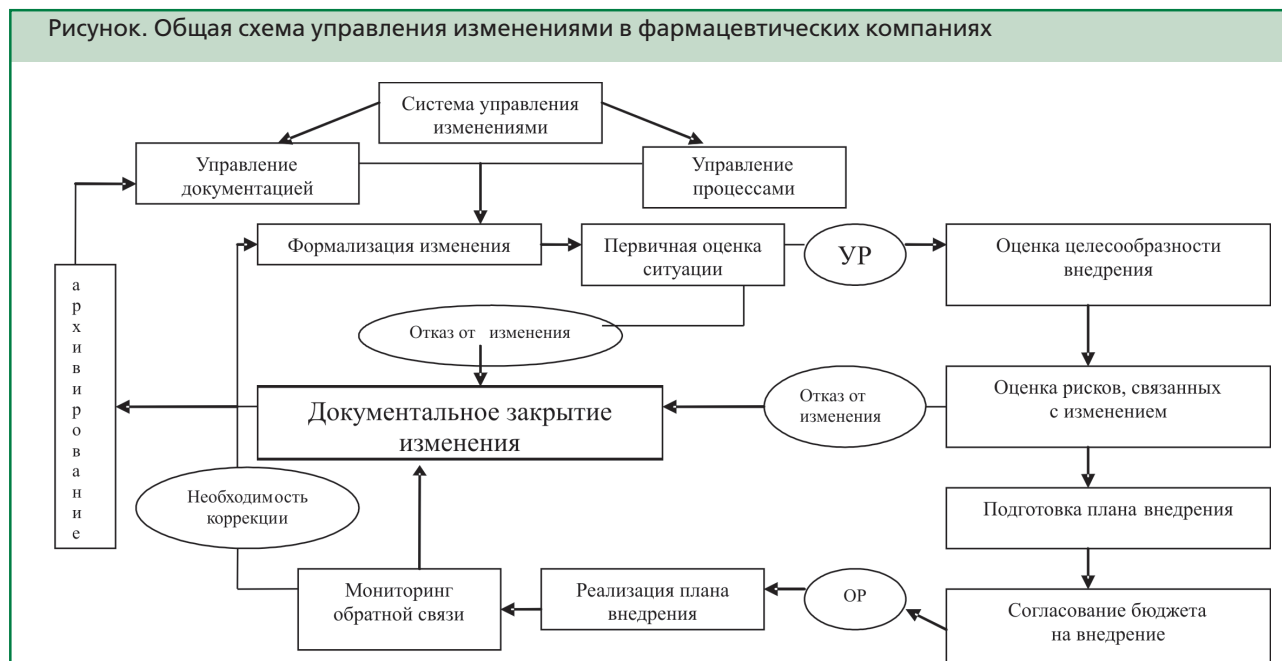 Рисунок. Общая схема управления изменениями в фармацевтических компаниях
Система управления
изменениями
Управление
документацией
Управление
процессами
Формализация изменения
Первичная оценка
ситуации
УР
Оценка целесообразности
внедрения
архивирование
Отказ от изменения
Документальное закрытие
изменения
Отказ от
изменения
Оценка рисков, связанных
с изменением
Необходимость
коррекции
Подготовка плана внедрения
Мониторинг
обратной связи
Реализация плана
внедрения
ОР
Согласование бюджета
на внедрение